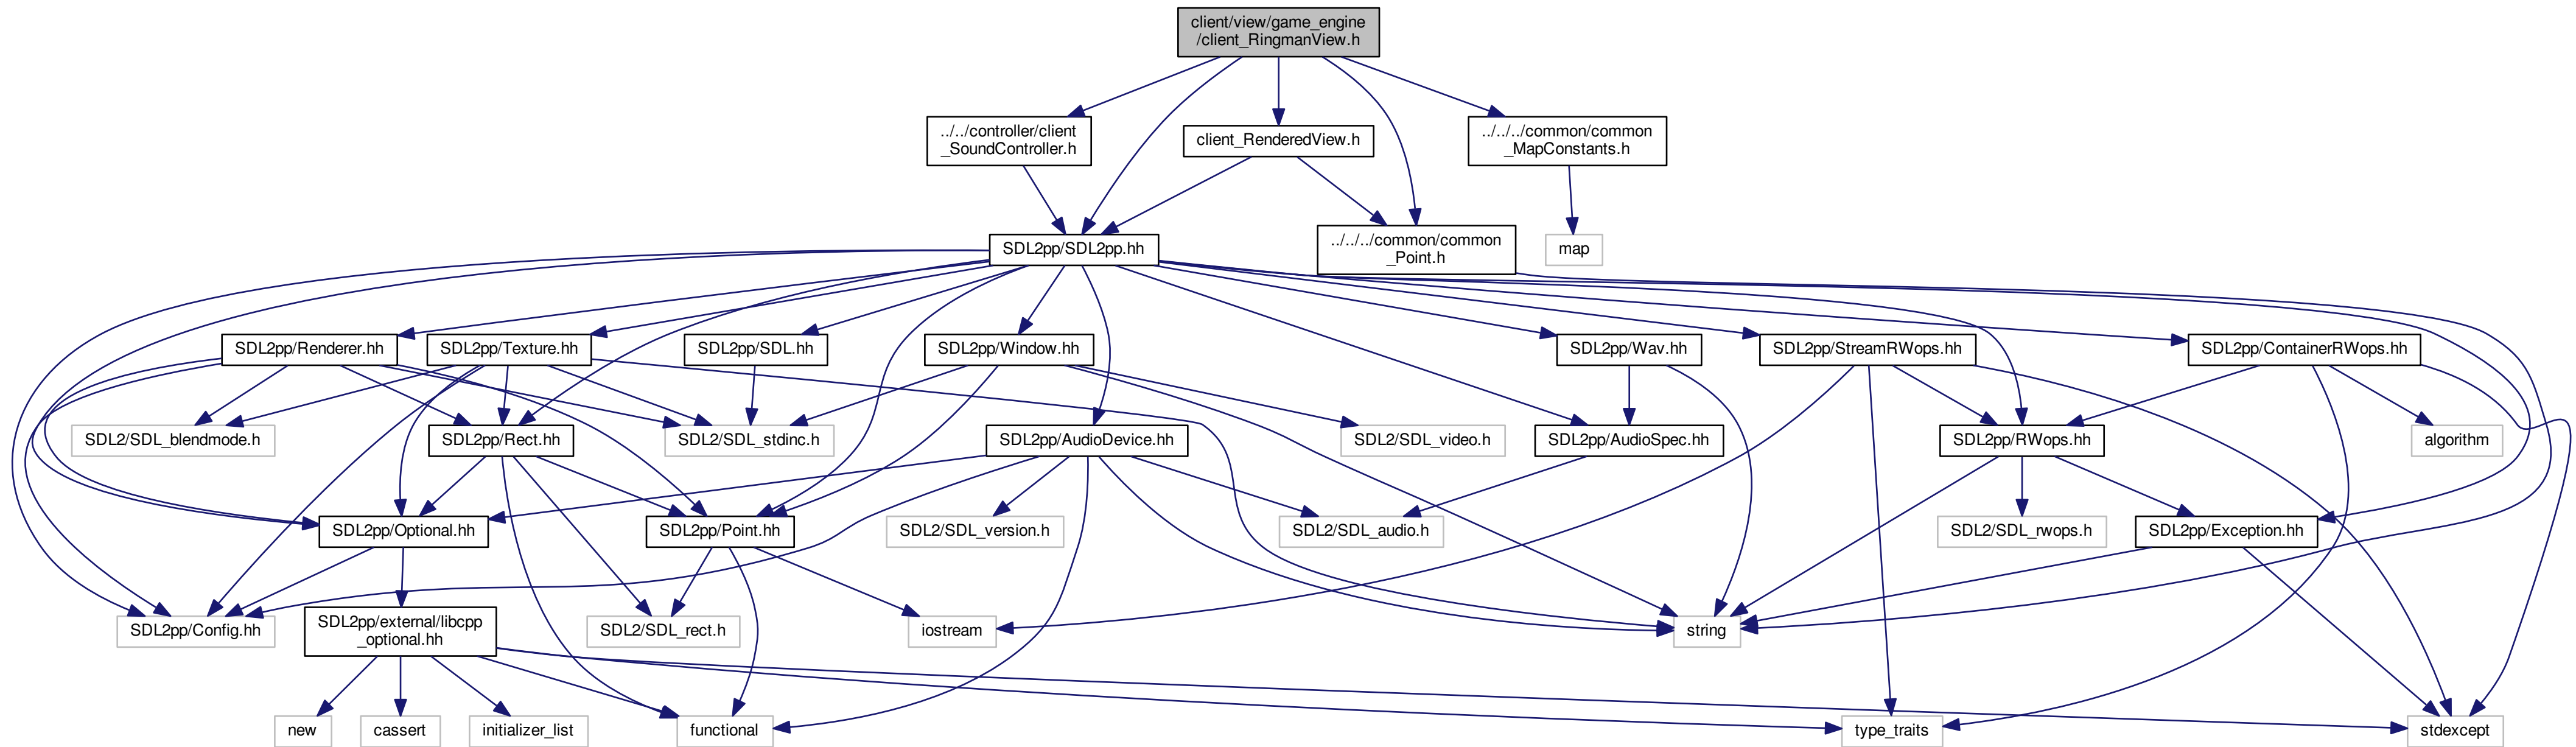 client/view/game_engine
/client_RingmanView.h
../../controller/client
_SoundController.h
client_RenderedView.h
../../../common/common
_MapConstants.h
SDL2pp/SDL2pp.hh
../../../common/common
_Point.h
map
SDL2pp/Renderer.hh
SDL2pp/Texture.hh
SDL2pp/SDL.hh
SDL2pp/Window.hh
SDL2pp/Wav.hh
SDL2pp/StreamRWops.hh
SDL2pp/ContainerRWops.hh
SDL2/SDL_blendmode.h
SDL2pp/Rect.hh
SDL2/SDL_stdinc.h
SDL2pp/AudioDevice.hh
SDL2/SDL_video.h
SDL2pp/AudioSpec.hh
SDL2pp/RWops.hh
algorithm
SDL2pp/Optional.hh
SDL2pp/Point.hh
SDL2/SDL_version.h
SDL2/SDL_audio.h
SDL2/SDL_rwops.h
SDL2pp/Exception.hh
SDL2pp/Config.hh
SDL2pp/external/libcpp
_optional.hh
SDL2/SDL_rect.h
iostream
string
new
cassert
initializer_list
functional
type_traits
stdexcept